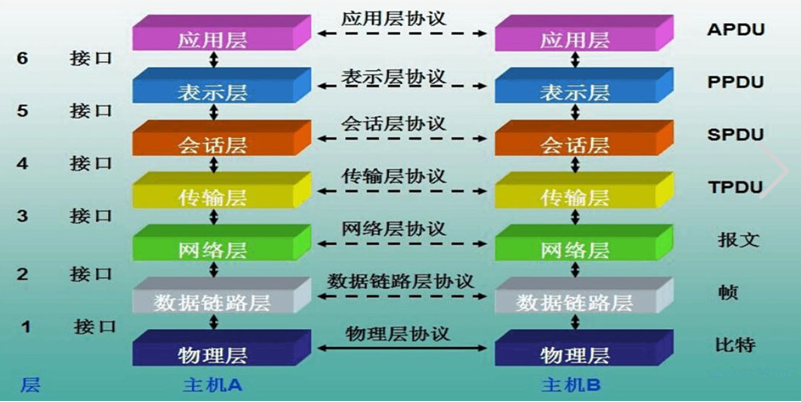 应用层 应用层协议 应用层 APDU
6 接口
表示层 表示层协议 表示层 PPDU
5 接口
会话层 会话层协议 会话层 SPDU
4 接口
传输层 传输层协议 传输层 TPDU
3 接口
网络层 网络层协议 网络层 报文
2 接口
数据链路层 数据链路层协议 数据链路层 帧
1 接口
物理层 物理层协议 物理层 比特
层 主机A 主机B